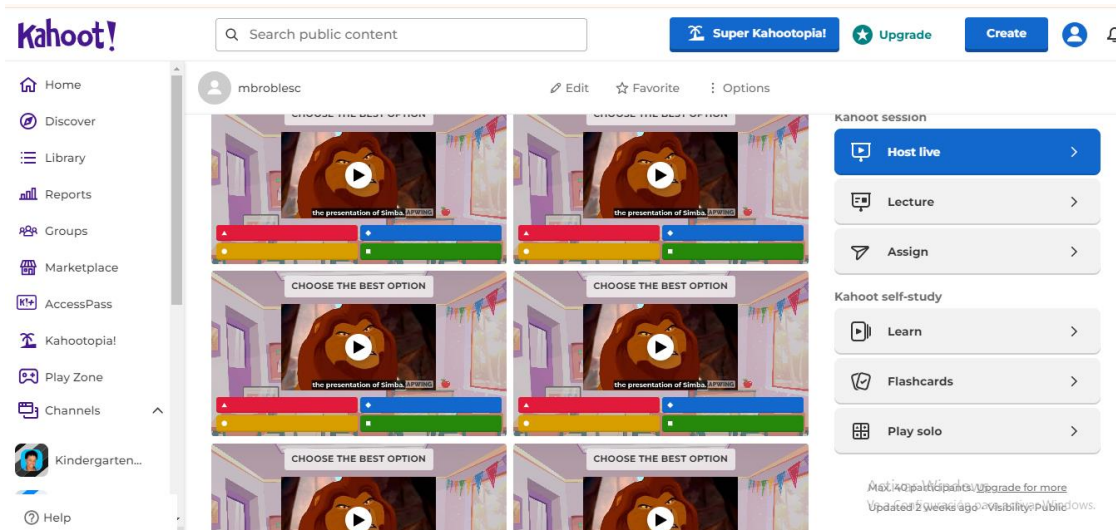 Kahoot!
Search public content
Super Kahootopia!
Upgrade
Create
Home
Discover
Library
Reports
Groups
Marketplace
K!+
AccessPass
Kahootopia!
Play Zone
Channels
Kindergarten...
Help
mbroblesc
Edit
Favorite
Options
CHOOSE THE BEST OPTION
CHOOSE THE BEST OPTION
the presentation of Simba.
APWING
the presentation of Simba.
APWING
CHOOSE THE BEST OPTION
CHOOSE THE BEST OPTION
the presentation of Simba.
APWING
the presentation of Simba.
APWING
CHOOSE THE BEST OPTION
CHOOSE THE BEST OPTION
Kahoot session
Host live
Lecture
Assign
Kahoot self-study
Learn
Flashcards
Play solo
Max. 40 participants. Upgrade for more
Updated 2 weeks ago · Visibility: Public